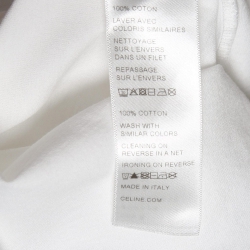 100% COTTON
LAVER AVEC
COLORIS SIMILAIRES
NETTOYAGE
SUR L'ENVERS
DANS UN FILET
REPASSAGE
SUR L'ENVERS
100% COTTON
WASH WITH
SIMILAR COLORS
CLEANING ON
REVERSE IN A NET
IRONING ON REVERSE
MADE IN ITALY
CELINE.COM